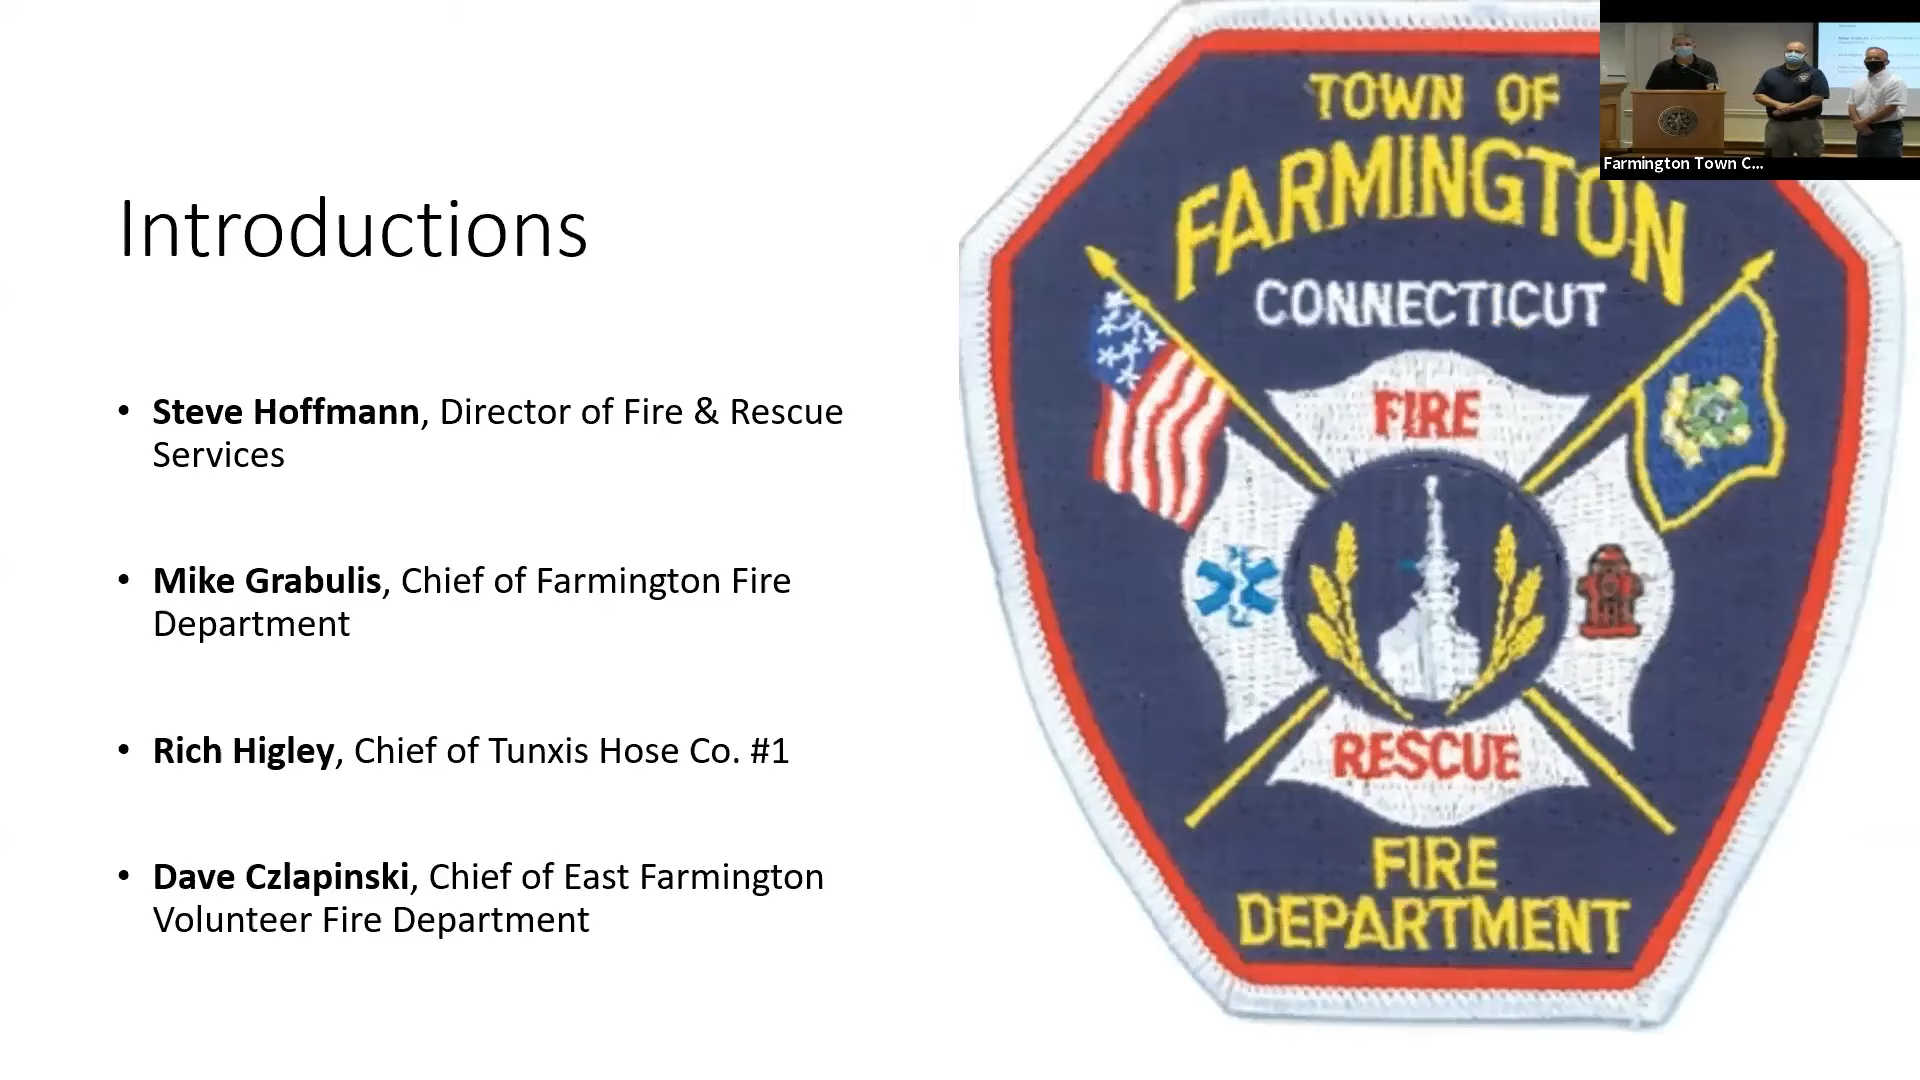 Introductions
• Steve Hoffmann, Director of Fire & Rescue
Services
• Mike Grabulis, Chief of Farmington Fire
Department
• Rich Higley, Chief of Tunxis Hose Co. #1
• Dave Czlapinski, Chief of East Farmington
Volunteer Fire Department
TOWN OF
FARMINGTON
CONNECTICUT
FIRE
RESCUE
FIRE
DEPARTMENT
Farmington Town C...